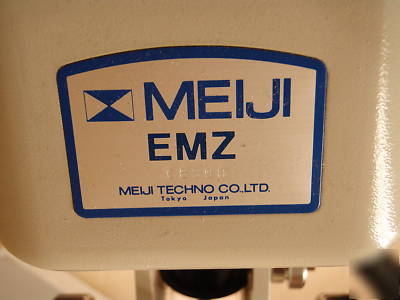 MEIJI
EMZ
MEIJI TECHNO CO.,LTD.
Tokyo Japan